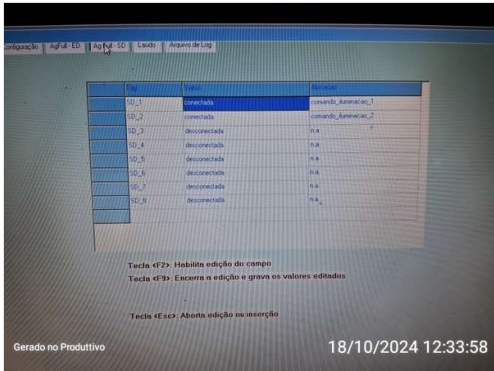 Configuração AgFull - ED AgFull - SD Laudo Arquivo de Log
Tag Status Aplicacao
SD_1 conectada comando_iluminacao_1
SD_2 conectada comando_iluminacao_2
SD_3 desconectada n.a.
SD_4 desconectada n.a.
SD_5 desconectada n.a.
SD_6 desconectada n.a.
SD_7 desconectada n.a.
SD_8 desconectada n.a.
Tecla <F2>: Habilita edição do campo
Tecla <F9>: Encerra a edição e grava os valores editados
Tecla <Esc>: Aborta edição ou inserção
Gerado no Produttivo 18/10/2024 12:33:58